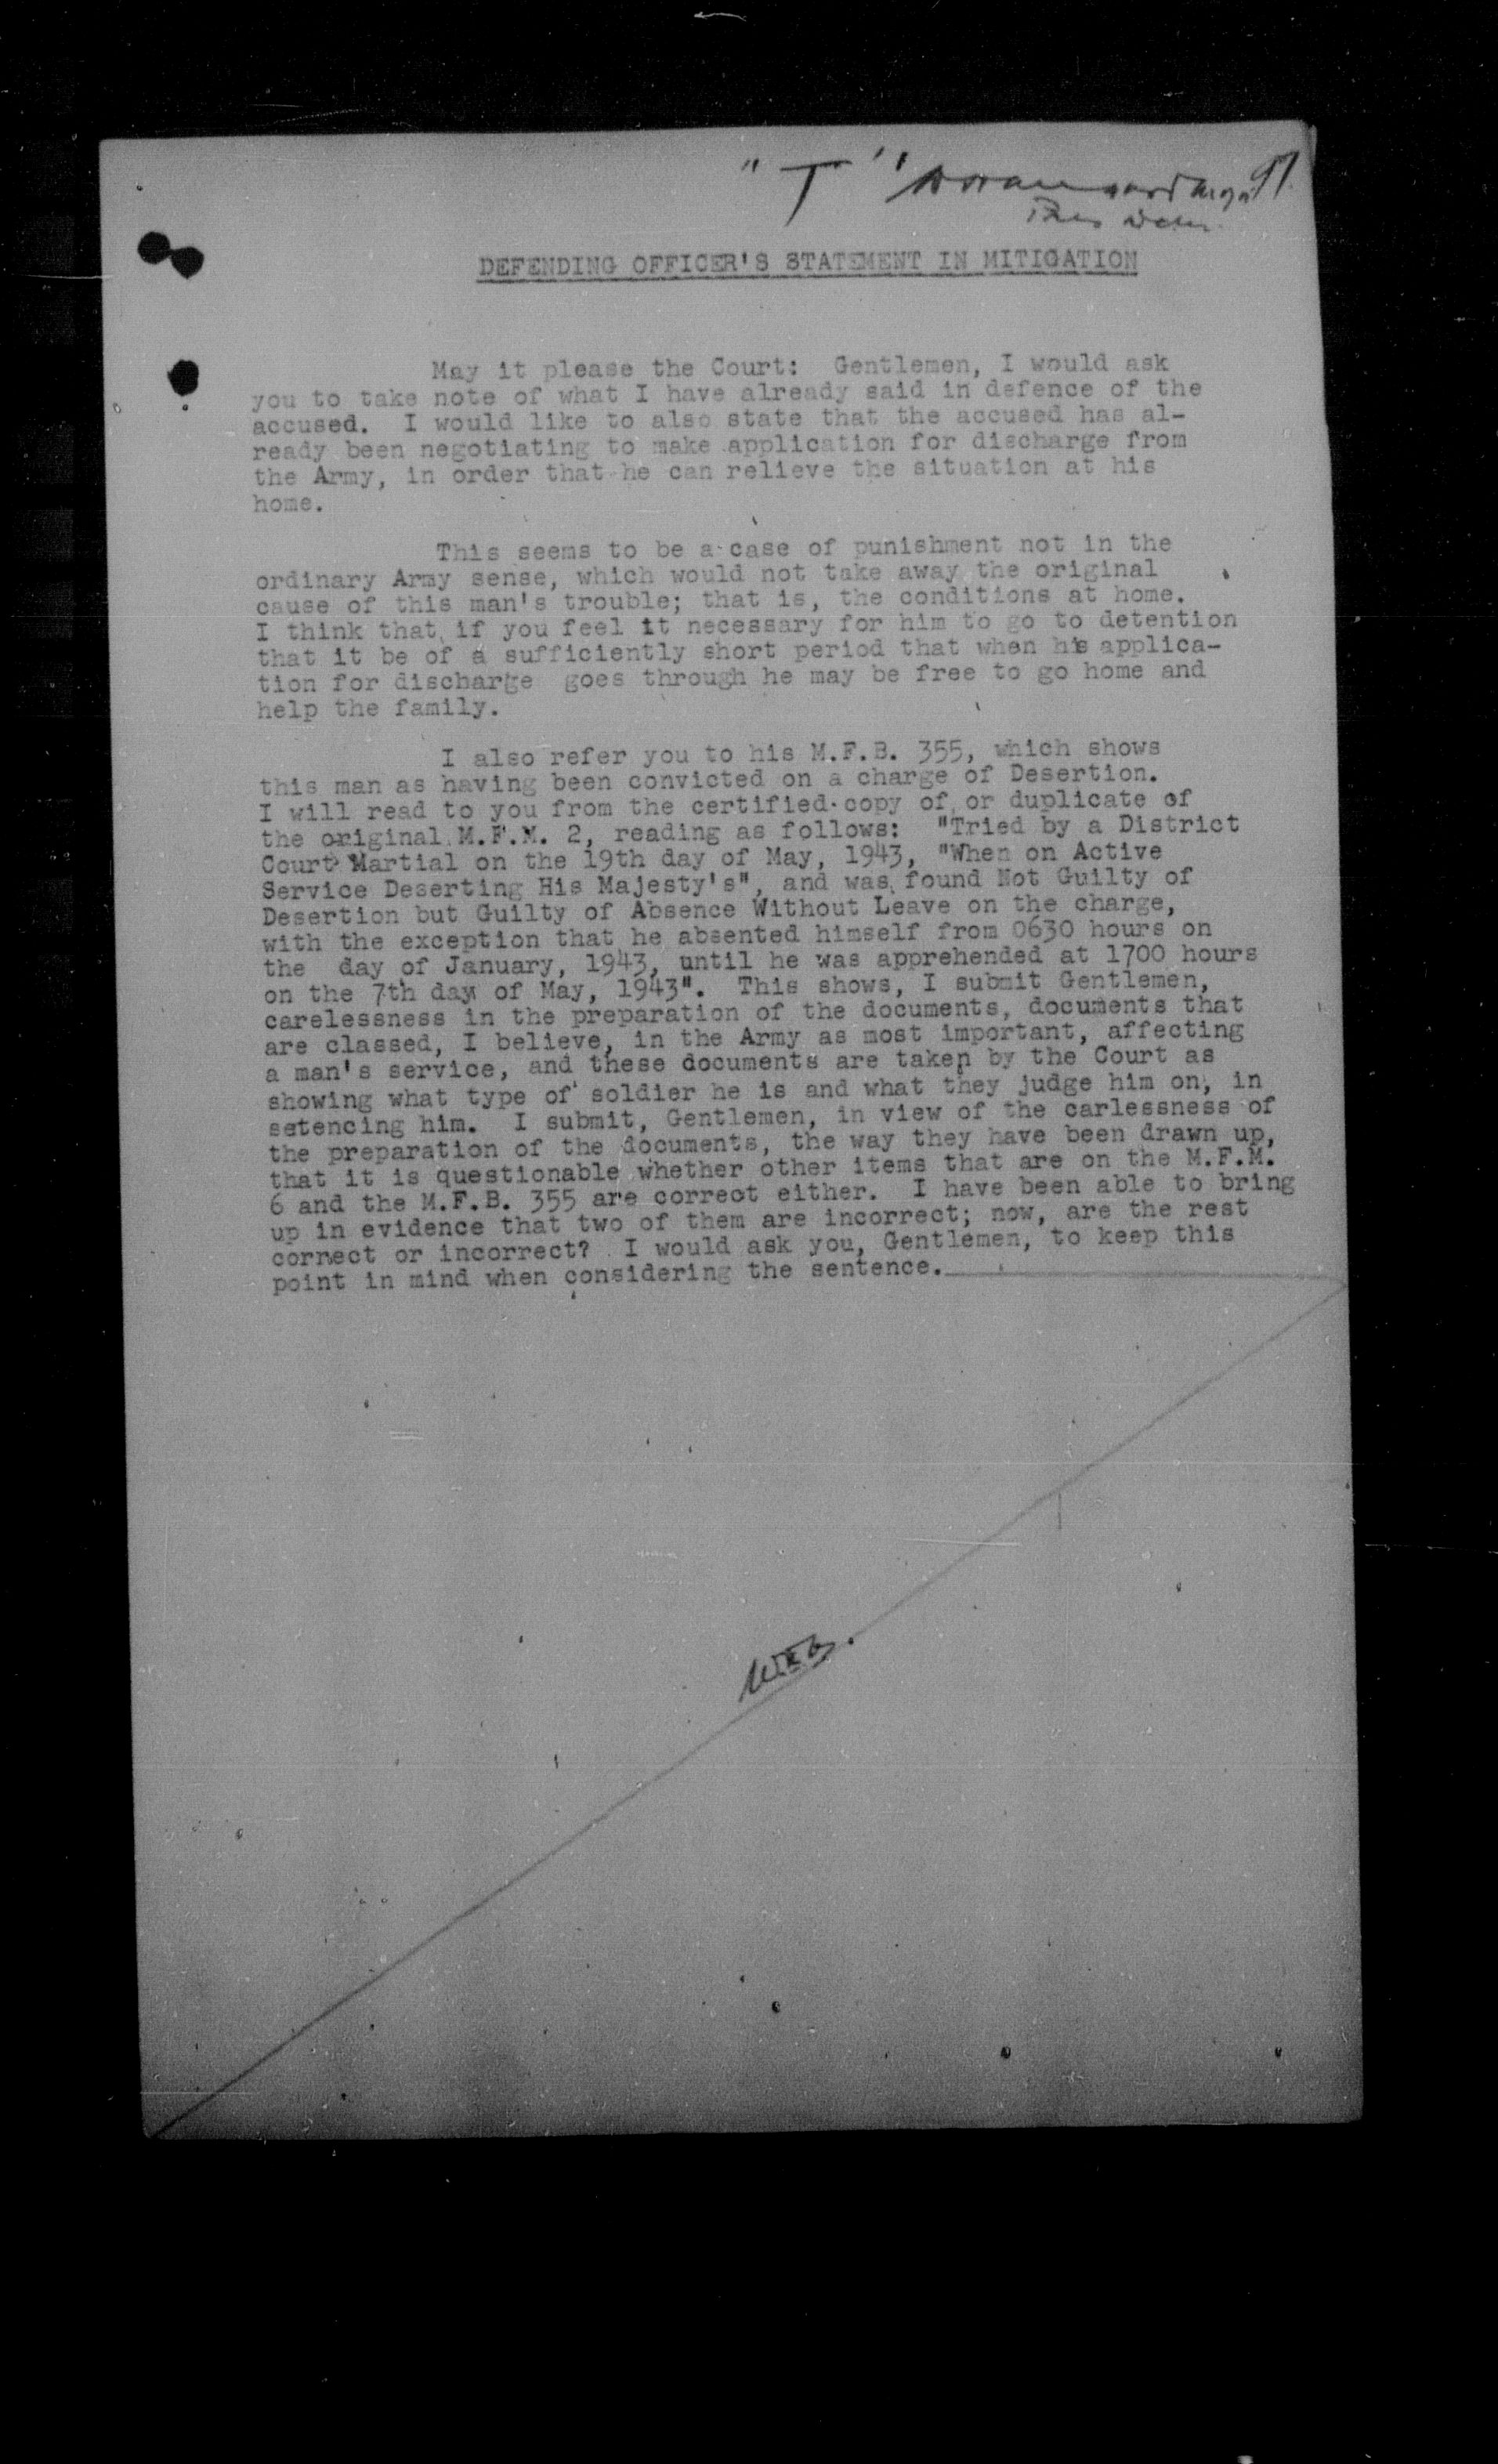 "T"
DEFENDING OFFICER'S STATEMENT IN MITIGATION
May it please the Court: Gentlemen, I would ask
you to take note of what I have already said in defence of the
accused. I would like to also state that the accused has al-
ready been negotiating to make application for discharge from
the Army, in order that he can relieve the situation at his
home.
This seems to be a case of punishment not in the
ordinary Army sense, which would not take away the original
cause of this man's trouble; that is, the conditions at home.
I think that if you feel it necessary for him to go to detention
that it be of a sufficiently short period that when his applica-
tion for discharge goes through he may be free to go home and
help the family.
I also refer you to his M.F.B. 355, which shows
this man as having been convicted on a charge of Desertion.
I will read to you from the certified copy of or duplicate of
the original M.F.M. 2, reading as follows: "Tried by a District
Court Martial on the 19th day of May, 1943, "When on Active
Service Deserting His Majesty's", and was found Not Guilty of
Desertion but Guilty of Absence Without Leave on the charge,
with the exception that he absented himself from 0630 hours on
the day of January, 1943, until he was apprehended at 1700 hours
on the 7th day of May, 1943". This shows, I submit Gentlemen,
carelessness in the preparation of the documents, documents that
are classed, I believe, in the Army as most important, affecting
a man's service, and these documents are taken by the Court as
showing what type of soldier he is and what they judge him on, in
setencing him. I submit, Gentlemen, in view of the carlessness of
the preparation of the documents, the way they have been drawn up,
that it is questionable whether other items that are on the M.F.M.
6 and the M.F.B. 355 are correct either. I have been able to bring
up in evidence that two of them are incorrect; now, are the rest
correct or incorrect? I would ask you, Gentlemen, to keep this
point in mind when considering the sentence.